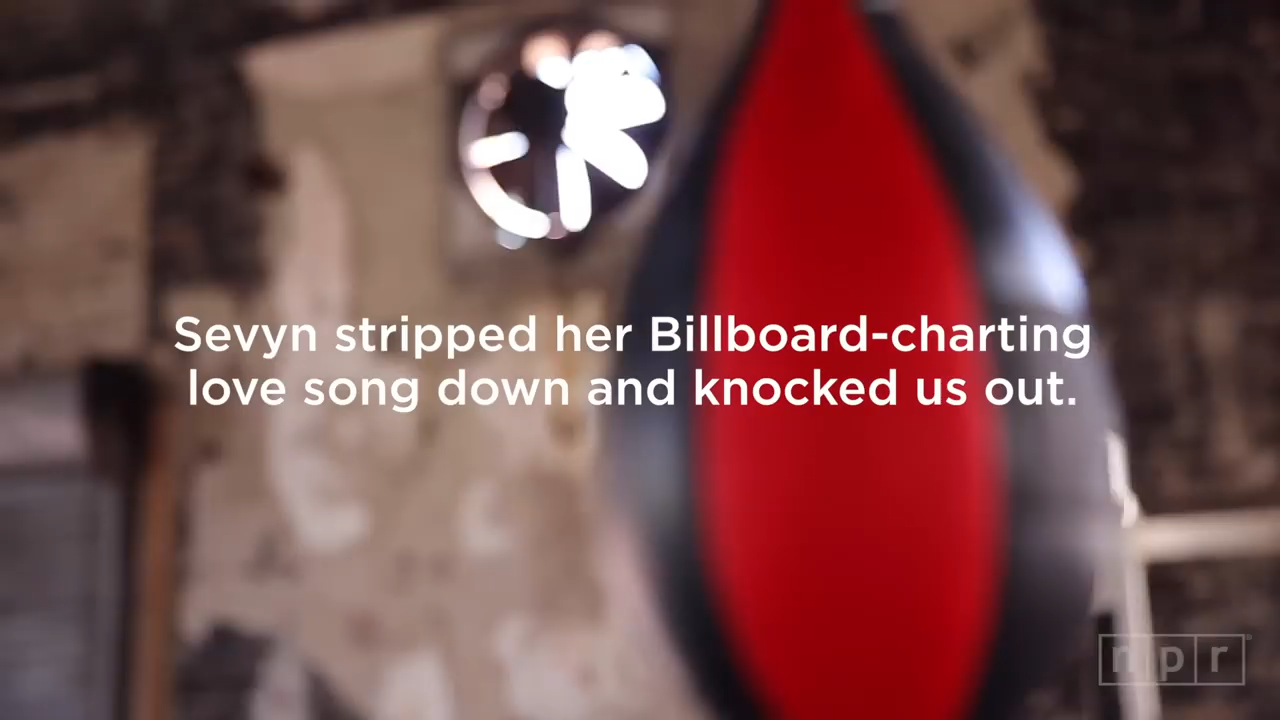 Sevyn stripped her Billboard-charting
love song down and knocked us out.
npr